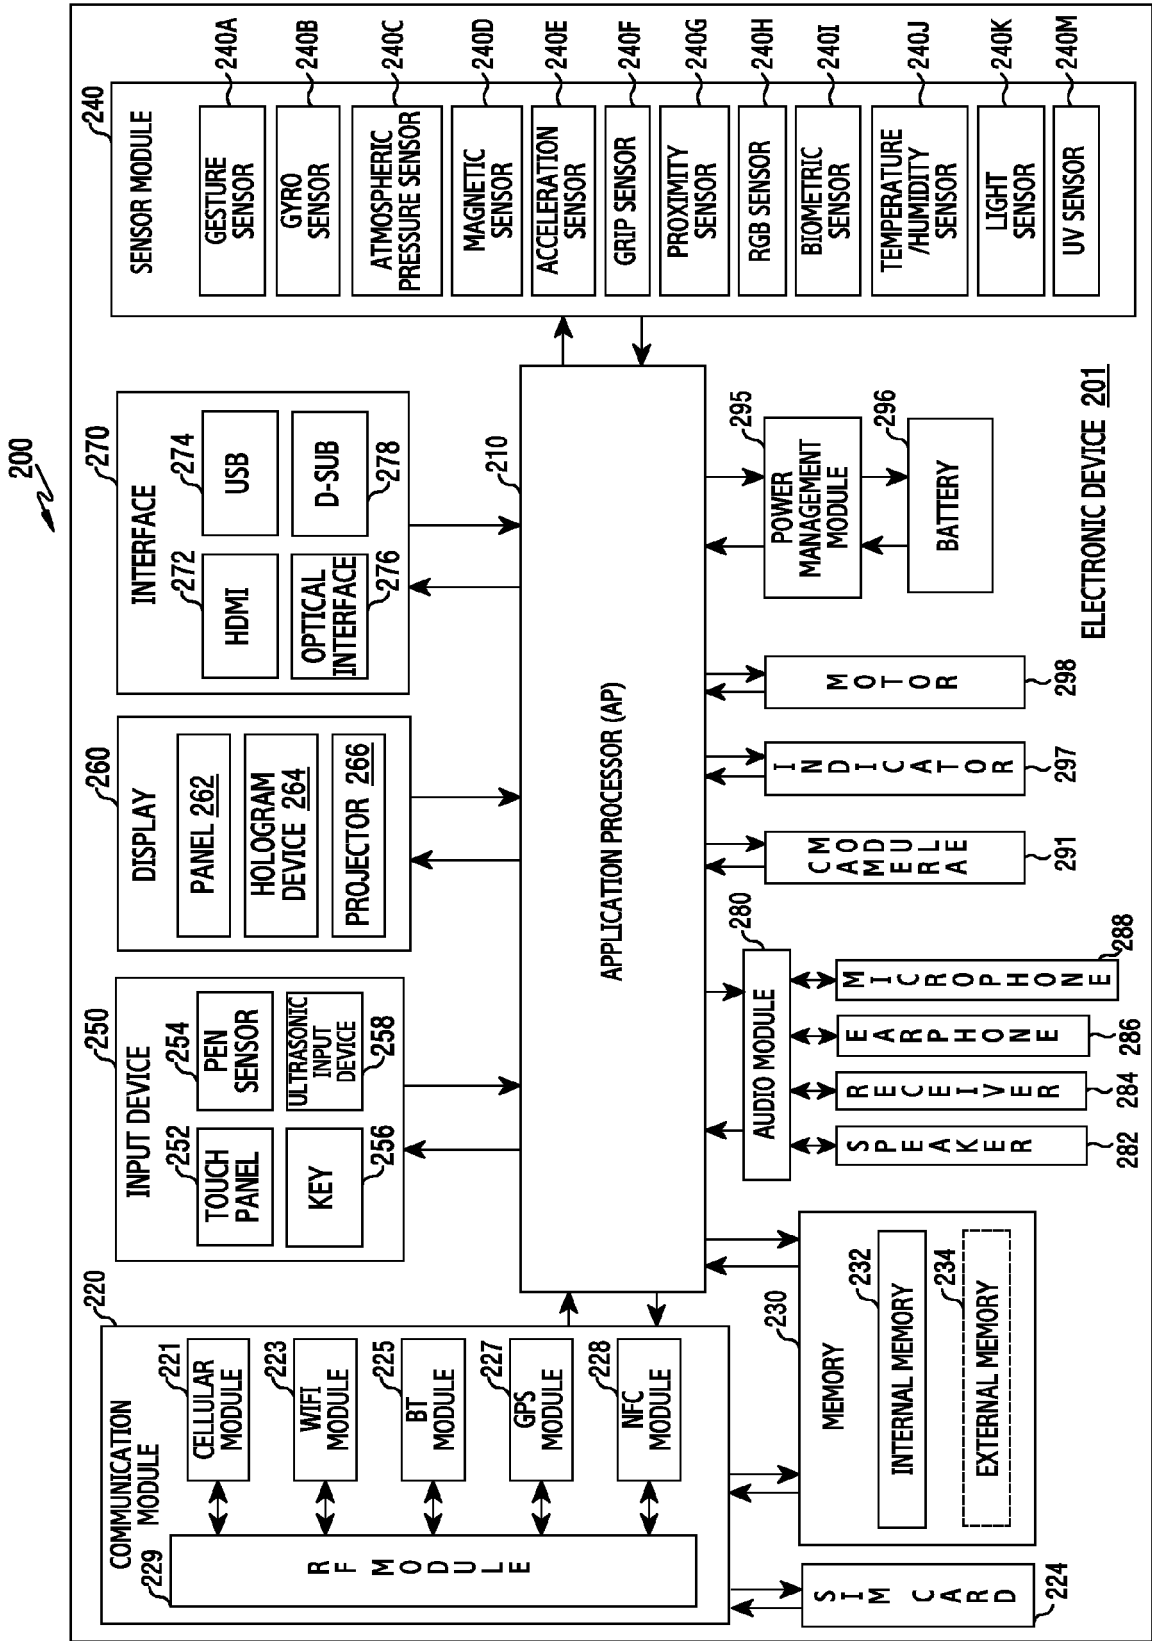 200
COMMUNICATION
MODULE
220
229
RF MODULE
221
CELLULAR
MODULE
223
WIFI
MODULE
225
BT
MODULE
227
GPS
MODULE
228
NFC
MODULE
INPUT DEVICE
250
252
TOUCH
PANEL
254
PEN
SENSOR
KEY
256
ULTRASONIC
INPUT
DEVICE
258
DISPLAY
260
PANEL 262
HOLOGRAM
DEVICE 264
PROJECTOR 266
INTERFACE
270
272
HDMI
274
USB
OPTICAL
INTERFACE
276
D-SUB
278
SENSOR MODULE
240
GESTURE
SENSOR
240A
GYRO
SENSOR
240B
ATMOSPHERIC
PRESSURE SENSOR
240C
MAGNETIC
SENSOR
240D
ACCELERATION
SENSOR
240E
GRIP SENSOR
240F
PROXIMITY
SENSOR
240G
RGB SENSOR
240H
BIOMETRIC
SENSOR
240I
TEMPERATURE
/HUMIDITY
SENSOR
240J
LIGHT
SENSOR
240K
UV SENSOR
240M
APPLICATION PROCESSOR (AP)
210
SIM CARD
224
230
MEMORY
232
INTERNAL MEMORY
234
EXTERNAL MEMORY
AUDIO MODULE
280
SPEAKER
282
RECEIVER
284
EARPHONE
286
MICROPHONE
288
CAMERA
MODULE
291
INDICATOR
297
MOTOR
298
POWER
MANAGEMENT
MODULE
295
BATTERY
296
ELECTRONIC DEVICE 201